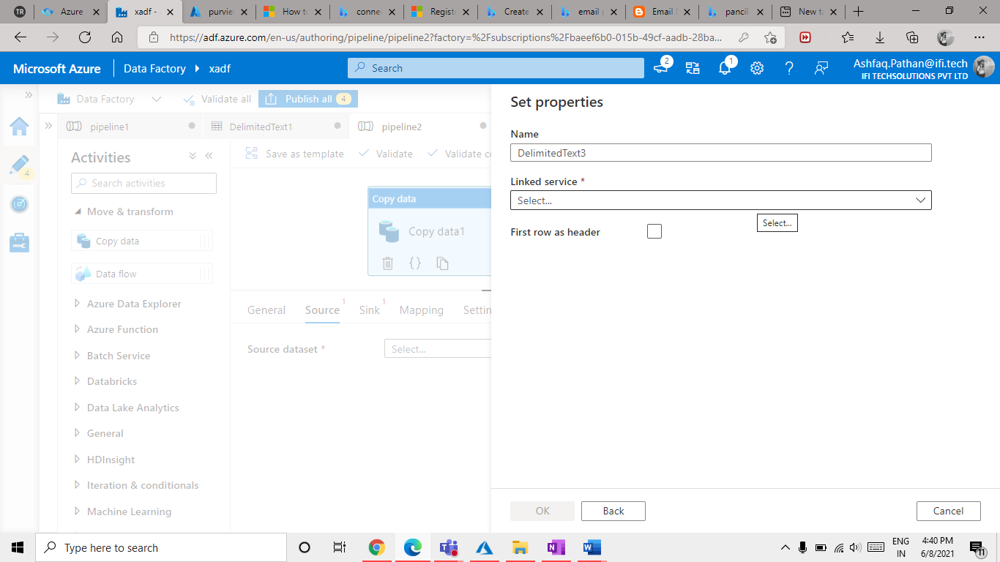 TR
Azure
xadf -
purvie
How to
connec
Registe
Create
email p
Email
pancil
New ta
https://adf.azure.com/en-us/authoring/pipeline/pipeline2?factory=%2Fsubscriptions%2Fbaeef6b0-015b-49cf-aadb-28ba...
Microsoft Azure
Data Factory
xadf
Search
2
1
Ashfaq.Pathan@ifi.tech
IFI TECHSOLUTIONS PVT LTD
Data Factory
Validate all
Publish all
4
pipeline1
DelimitedText1
pipeline2
4
Activities
Search activities
Move & transform
Copy data
Data flow
Azure Data Explorer
Azure Function
Batch Service
Databricks
Data Lake Analytics
General
HDInsight
Iteration & conditionals
Machine Learning
Save as template
Validate
Validate co
Copy data
Copy data1
{}
General
Source
1
Sink
1
Mapping
Settin
Source dataset *
Select...
Set properties
Name
DelimitedText3
Linked service *
Select...
Select...
First row as header
OK
Back
Cancel
Type here to search
ENG
IN
4:40 PM
6/8/2021
11